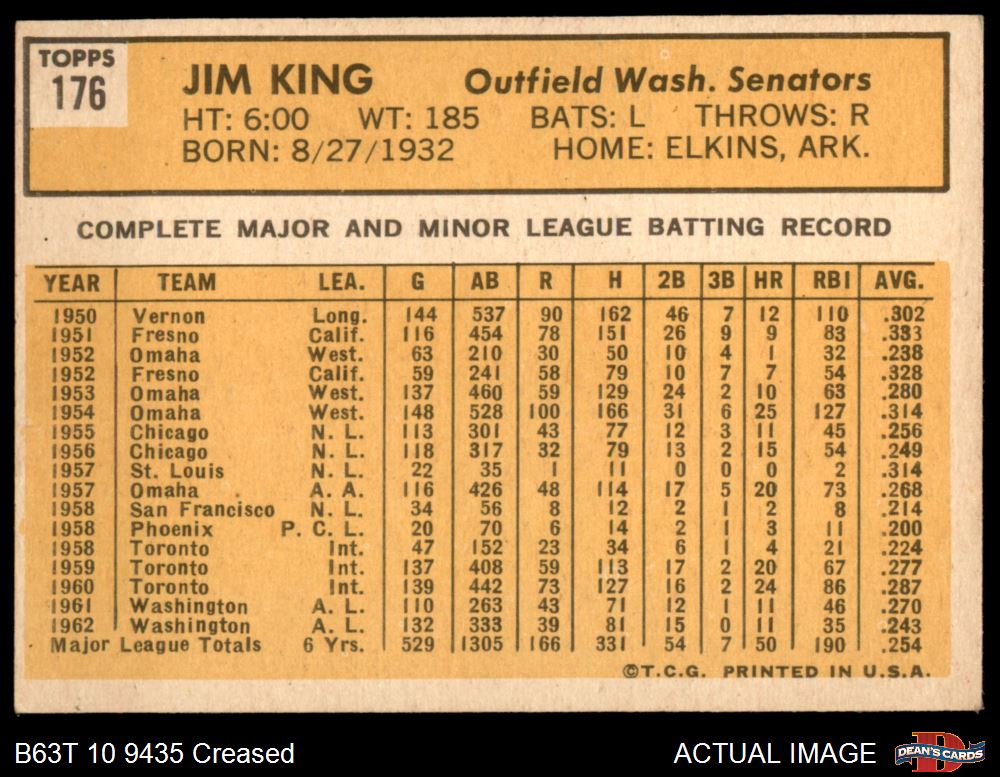 TOPPS
176
JIM KING Outfield Wash. Senators
HT: 6:00 WT: 185 BATS: L THROWS: R
BORN: 8/27/1932 HOME: ELKINS, ARK.
COMPLETE MAJOR AND MINOR LEAGUE BATTING RECORD
YEAR TEAM LEA. G AB R H 2B 3B HR RBI AVG.
1950 Vernon Long. 144 537 90 162 46 7 12 110 .302
1951 Fresno Calif. 116 454 78 151 26 9 9 83 .333
1952 Omaha West. 63 210 30 50 10 4 1 32 .238
1952 Fresno Calif. 59 241 58 79 10 7 7 54 .328
1953 Omaha West. 137 460 59 129 24 2 10 63 .280
1954 Omaha West. 148 528 100 166 31 6 25 127 .314
1955 Chicago N. L. 113 301 43 77 12 3 11 45 .256
1956 Chicago N. L. 118 317 32 79 13 2 15 54 .249
1957 St. Louis N. L. 22 35 1 11 0 0 0 2 .314
1957 Omaha A. A. 116 426 48 114 17 5 20 73 .268
1958 San Francisco N. L. 34 56 8 12 2 1 2 8 .214
1958 Phoenix P. C. L. 20 70 6 14 2 1 3 11 .200
1958 Toronto Int. 47 152 23 34 6 1 4 21 .224
1959 Toronto Int. 137 408 59 113 17 2 20 67 .277
1960 Toronto Int. 139 442 73 127 16 2 24 86 .287
1961 Washington A. L. 110 263 43 71 12 1 11 46 .270
1962 Washington A. L. 132 333 39 81 15 0 11 35 .243
Major League Totals 6 Yrs. 529 1305 166 331 54 7 50 190 .254
©T.C.G. PRINTED IN U.S.A.
B63T 10 9435 Creased ACTUAL IMAGE
DEAN'S CARDS